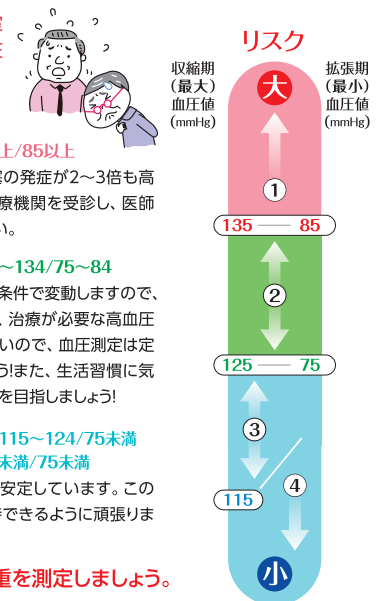 上/85以上
の発症が2〜3倍も高
療機関を受診し、医師
い。
〜134/75〜84
条件で変動しますので、
、治療が必要な高血圧
いので、血圧測定は定
う!また、生活習慣に気
を目指しましょう!
115〜124/75未満
未満/75未満
安定しています。この
できるように頑張りま
重を測定しましょう。
リスク
収縮期
（最大）
血圧値
(mmHg)
拡張期
（最小）
血圧値
(mmHg)
大
①
135 85
②
125 75
③
115
④
小